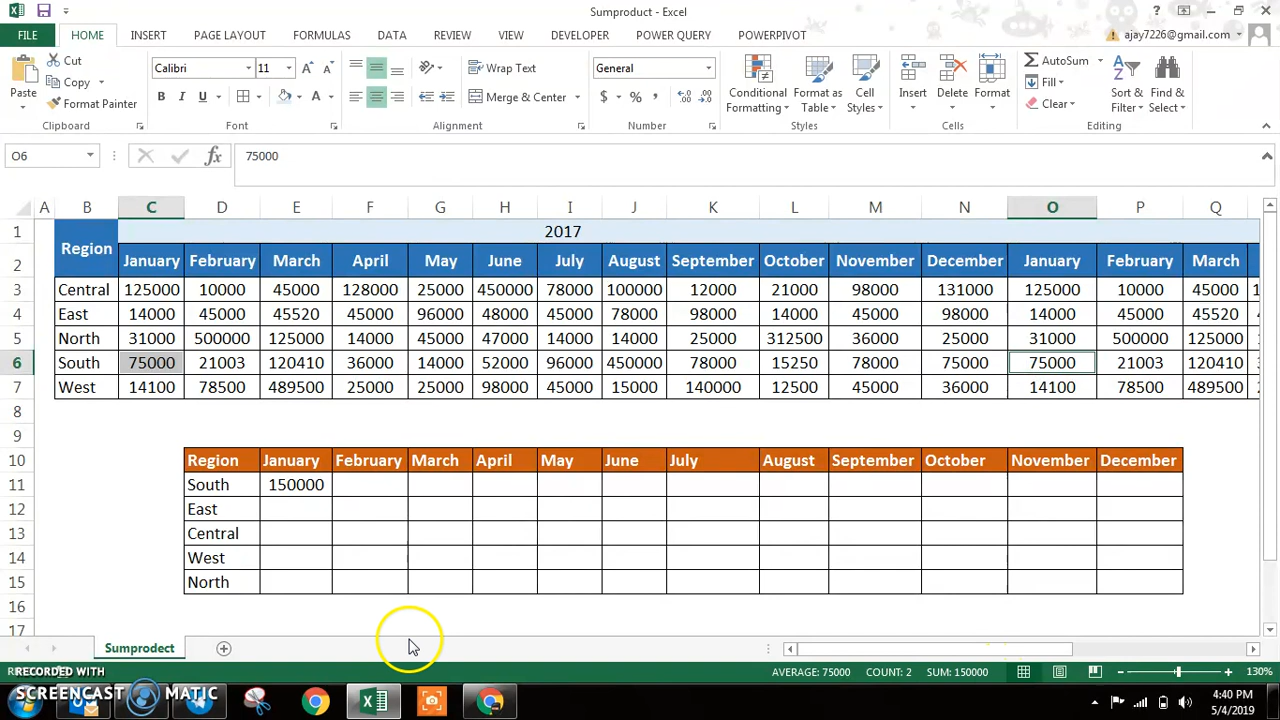 Sumproduct - Excel
FILE HOME INSERT PAGE LAYOUT FORMULAS DATA REVIEW VIEW DEVELOPER POWER QUERY POWERPIVOT ajay7226@gmail.com
Cut Calibri 11 Wrap Text General AutoSum
Copy Fill
Paste Format Painter Merge & Center $ % Conditional Formatting Format as Table Cell Styles Insert Delete Format Clear Sort & Filter Find & Select
Clipboard Font Alignment Number Styles Cells Editing
O6 fx 75000
A B C D E F G H I J K L M N O P Q
1 Region 2017
2 January February March April May June July August September October November December January February March
3 Central 125000 10000 45000 128000 25000 450000 78000 100000 12000 21000 98000 131000 125000 10000 45000
4 East 14000 45000 45520 45000 96000 48000 45000 78000 98000 14000 45000 98000 14000 45000 45520
5 North 31000 500000 125000 14000 45000 47000 14000 14000 25000 312500 36000 25000 31000 500000 125000
6 South 75000 21003 120410 36000 14000 52000 96000 450000 78000 15250 78000 75000 75000 21003 120410
7 West 14100 78500 489500 25000 25000 98000 45000 15000 140000 12500 45000 36000 14100 78500 489500
8
9
10 Region January February March April May June July August September October November December
11 South 150000
12 East
13 Central
14 West
15 North
16
17
Sumprodect
RECORDED WITH AVERAGE: 75000 COUNT: 2 SUM: 150000 130%
SCREENCAST MATIC 4:40 PM
5/4/2019